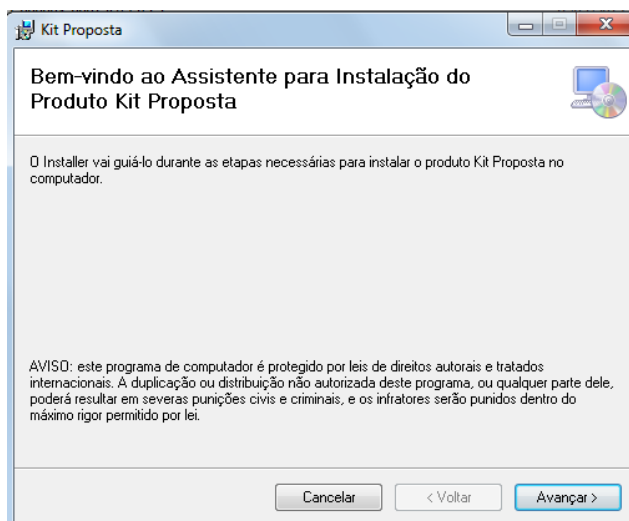 Kit Proposta
Bem-vindo ao Assistente para Instalação do
Produto Kit Proposta
O Installer vai guiá-lo durante as etapas necessárias para instalar o produto Kit Proposta no
computador.
AVISO: este programa de computador é protegido por leis de direitos autorais e tratados
internacionais. A duplicação ou distribuição não autorizada deste programa, ou qualquer parte dele,
poderá resultar em severas punições civis e criminais, e os infratores serão punidos dentro do
máximo rigor permitido por lei.
Cancelar
< Voltar
Avançar >